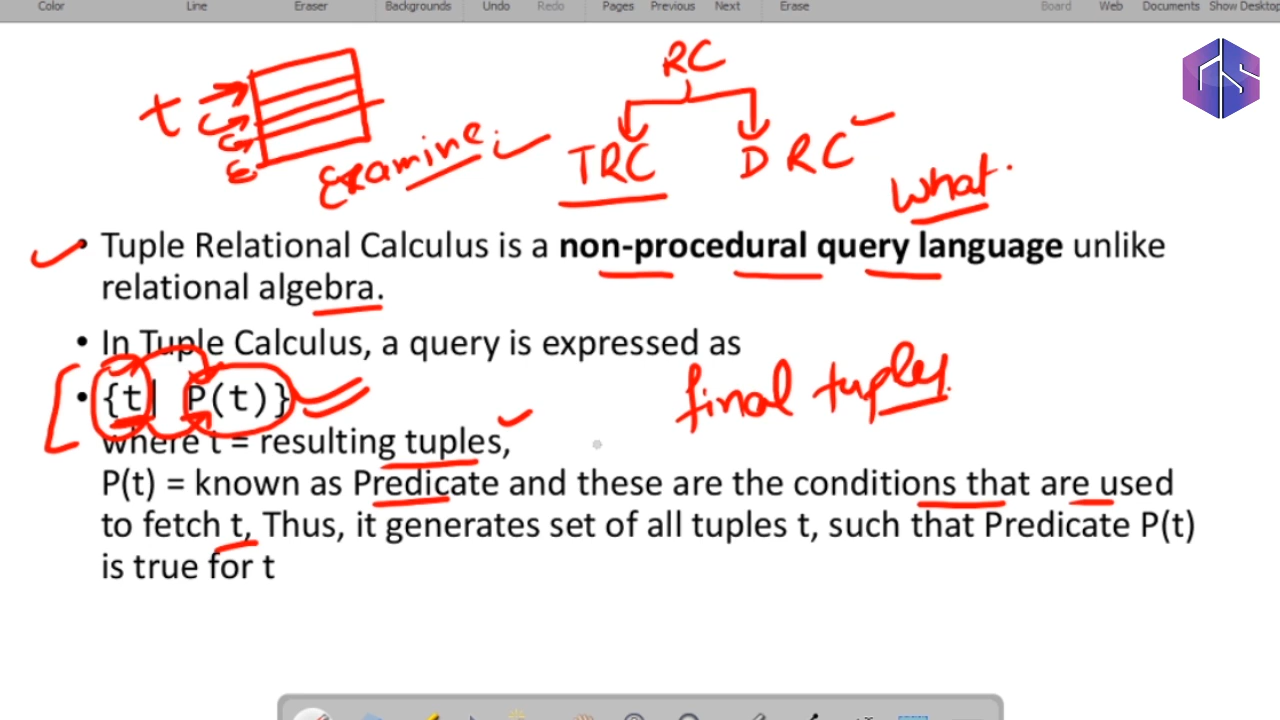 Color Line Eraser Backgrounds Undo Redo Pages Previous Next Erase Board Web Documents Show Desktop
RC
t
Examine
TRC DRC
what
• Tuple Relational Calculus is a non-procedural query language unlike
relational algebra.
• In Tuple Calculus, a query is expressed as
• {t| P(t)}
final tuples.
where t = resulting tuples,
P(t) = known as Predicate and these are the conditions that are used
to fetch t, Thus, it generates set of all tuples t, such that Predicate P(t)
is true for t